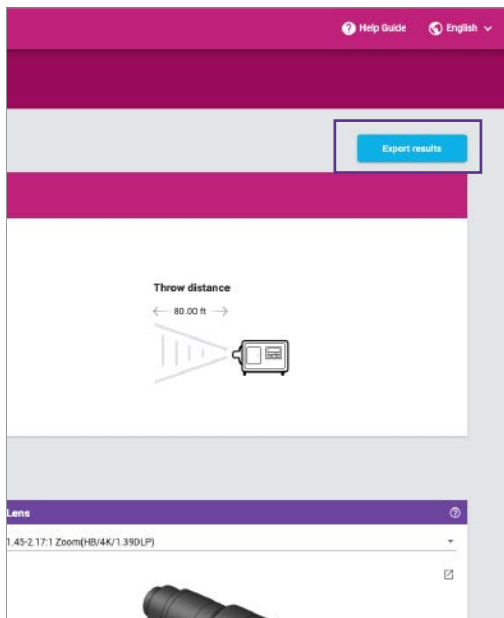 Help Guide English
Export results
Throw distance
80.00 ft
Lens
1.45-2.17:1 Zoom(HB/4K/1.39DLP)